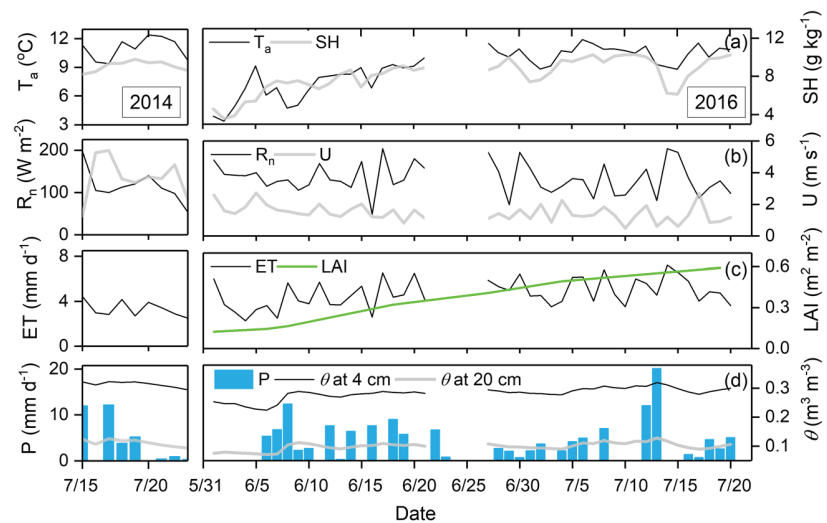 12
9
6
3
Tₐ (°C)
2014
Tₐ SH (a)
2016
12
8
4
SH (g kg⁻¹)
200
100
0
Rₙ (W m⁻²)
Rₙ U (b)
6
4
2
0
U (m s⁻¹)
8
4
0
ET (mm d⁻¹)
ET LAI (c)
0.6
0.3
0.0
LAI (m² m⁻²)
20
10
0
P (mm d⁻¹)
P θ at 4 cm θ at 20 cm (d)
0.3
0.2
0.1
θ (m³ m⁻³)
7/15 7/20 5/31 6/5 6/10 6/15 6/20 6/25 6/30 7/5 7/10 7/15 7/20
Date